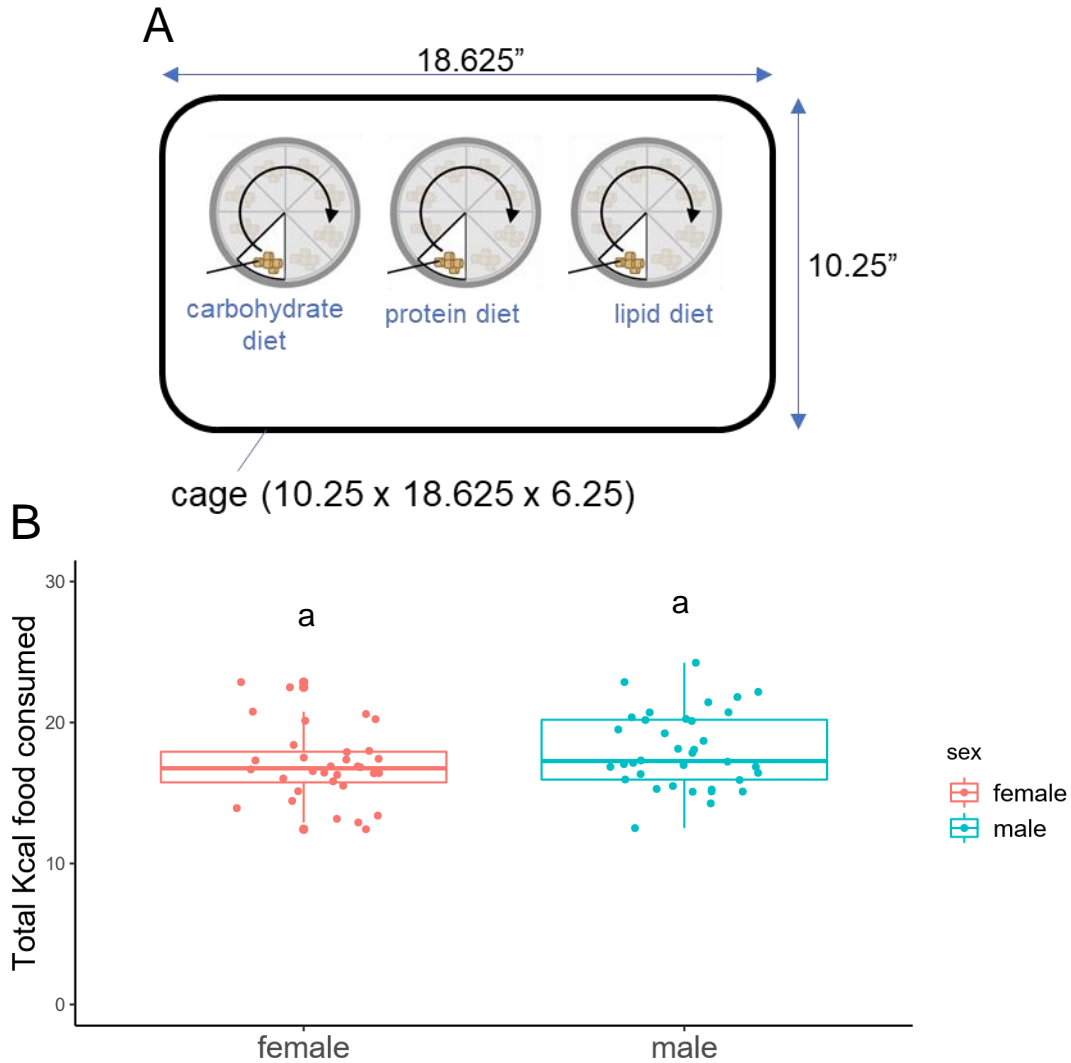 A
18.625”
10.25”
carbohydrate
diet
protein diet
lipid diet
cage (10.25 x 18.625 x 6.25)
B
Total Kcal food consumed
30
20
10
0
a
a
female
male
sex
female
male